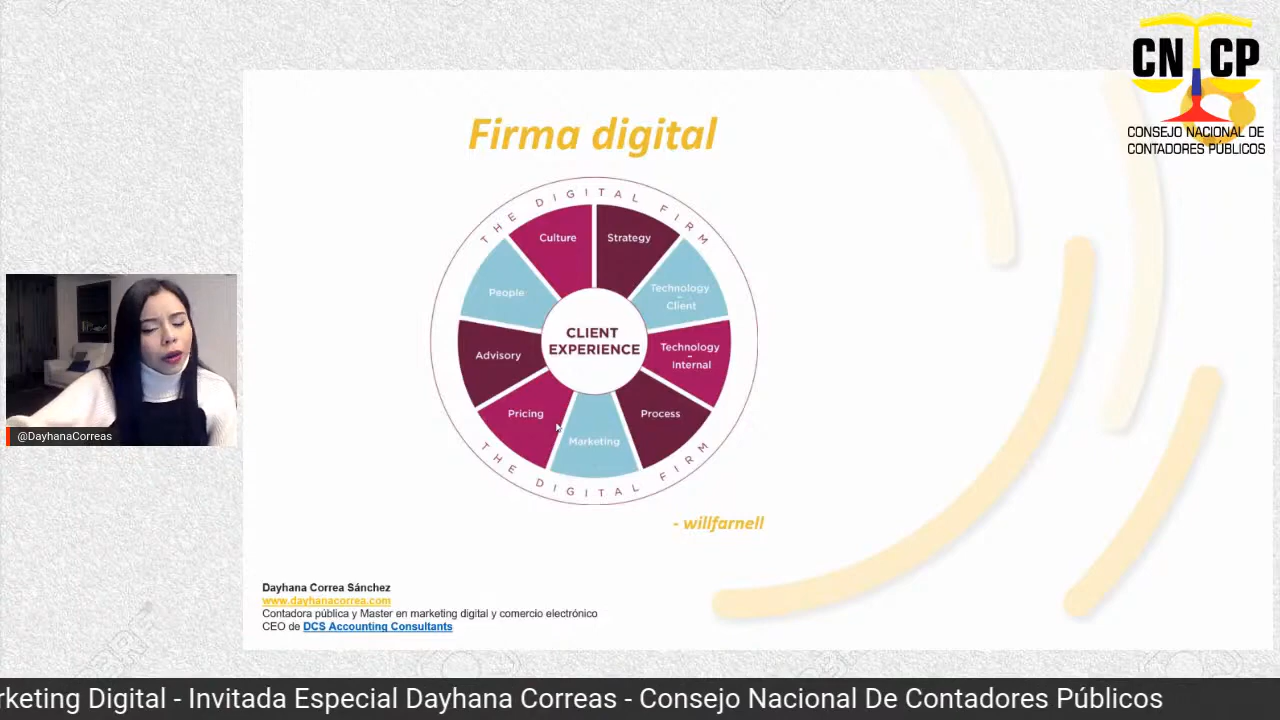 CNCP
CONSEJO NACIONAL DE
CONTADORES PÚBLICOS
Firma digital
THE DIGITAL FIRM
Culture
Strategy
People
Technology
-
Client
CLIENT
EXPERIENCE
Advisory
Technology
-
Internal
Pricing
Process
Marketing
THE DIGITAL FIRM
- willfarnell
@DayhanaCorreas
Dayhana Correa Sánchez
www.dayhanacorrea.com
Contadora pública y Master en marketing digital y comercio electrónico
CEO de DCS Accounting Consultants
rketing Digital - Invitada Especial Dayhana Correas - Consejo Nacional De Contadores Públicos